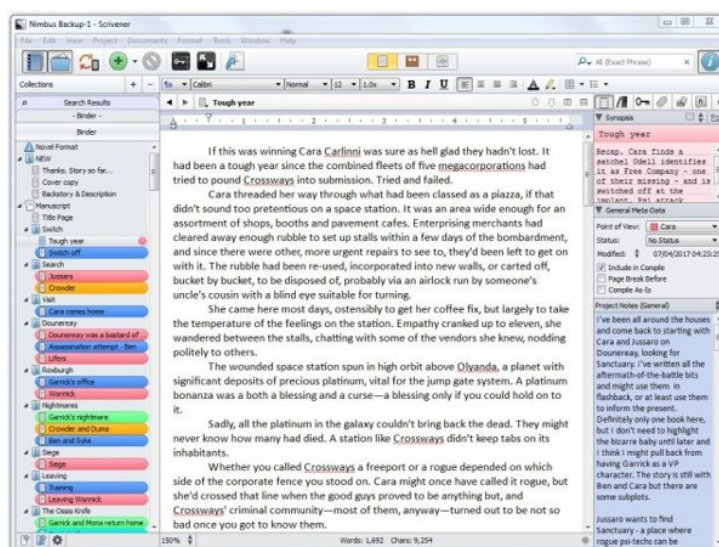 Nimbus Backup-1 - Scrivener
File Edit View Project Documents Format Tools Window Help
All (Exact Phrase)
Collections
Calibri
Normal
12
1.0x
B I U
A
Search Results
- Binder -
Binder
Novel Format
NEW
Thanks. Story so far...
Cover copy
Backstory & Description
Manuscript
Title Page
Switch
Tough year
Switch off
Search
Jussaro
Crowder
Visit
Cara comes home
Dounereay
Dounereay was a bastard of
Assassination attempt - Ben
Lifers
Roxburgh
Garrick's office
Wonnick
Nightmares
Garrick's nightmare
Crowder and Duma
Ben and Syke
Siege
Siege
Leaving
Training
Leaving Wonnick
The Ossa Knife
Garrick and Mona return home
Tough year
If this was winning Cara Carlinni was sure as hell glad they hadn't lost. It
had been a tough year since the combined fleets of five megacorporations had
tried to pound Crossways into submission. Tried and failed.
Cara threaded her way through what had been classed as a piazza, if that
didn't sound too pretentious on a space station. It was an area wide enough for an
assortment of shops, booths and pavement cafes. Enterprising merchants had
cleared away enough rubble to set up stalls within a few days of the bombardment,
and since there were other, more urgent repairs to see to, they'd been left to get on
with it. The rubble had been re-used, incorporated into new walls, or carted off,
bucket by bucket, to be disposed of, probably via an airlock run by someone's
uncle's cousin with a blind eye suitable for turning.
She came here most days, ostensibly to get her coffee fix, but largely to take
the temperature of the feelings on the station. Empathy cranked up to eleven, she
wandered between the stalls, chatting with some of the vendors she knew, nodding
politely to others.
The wounded space station spun in high orbit above Olyanda, a planet with
significant deposits of precious platinum, vital for the jump gate system. A platinum
bonanza was a both a blessing and a curse—a blessing only if you could hold on to
it.
Sadly, all the platinum in the galaxy couldn't bring back the dead. They might
never know how many had died. A station like Crossways didn't keep tabs on its
inhabitants.
Whether you called Crossways a freeport or a rogue depended on which
side of the corporate fence you stood on. Cara might once have called it rogue, but
she'd crossed that line when the good guys proved to be anything but, and
Crossways' criminal community—most of them, anyway—turned out to be not so
bad once you got to know them.
150%
Words: 1,692 Chars: 9,254
Synopsis
Tough year
Recap. Cara finds a
satchel Odell identifies
it as Free Company - one
of their missing - and is
switched off at the
implant. Psi attack
General Meta-Data
Point of View: Cara
Status: No Status
Modified: 07/04/2017 04:23:25
Include in Compile
Page Break Before
Compile As-Is
Project Notes (General)
I've been all around the
houses and come back to starting with
Cara and Jussaro on
Dounereay, looking for
Sanctuary. I've written all the
aftermath-of-the-battle bits
and might use them in
flashback, or at least use
them to inform the present.
Definitely only one book here,
but I don't need to highlight
the bizarre baby until later and
I think I might pull back from
having Garrick as a VP
character. The story is still with
Ben and Cara but there are
some subplots.
Jussaro wants to find
Sanctuary - a place where
rogue psi-techs can be